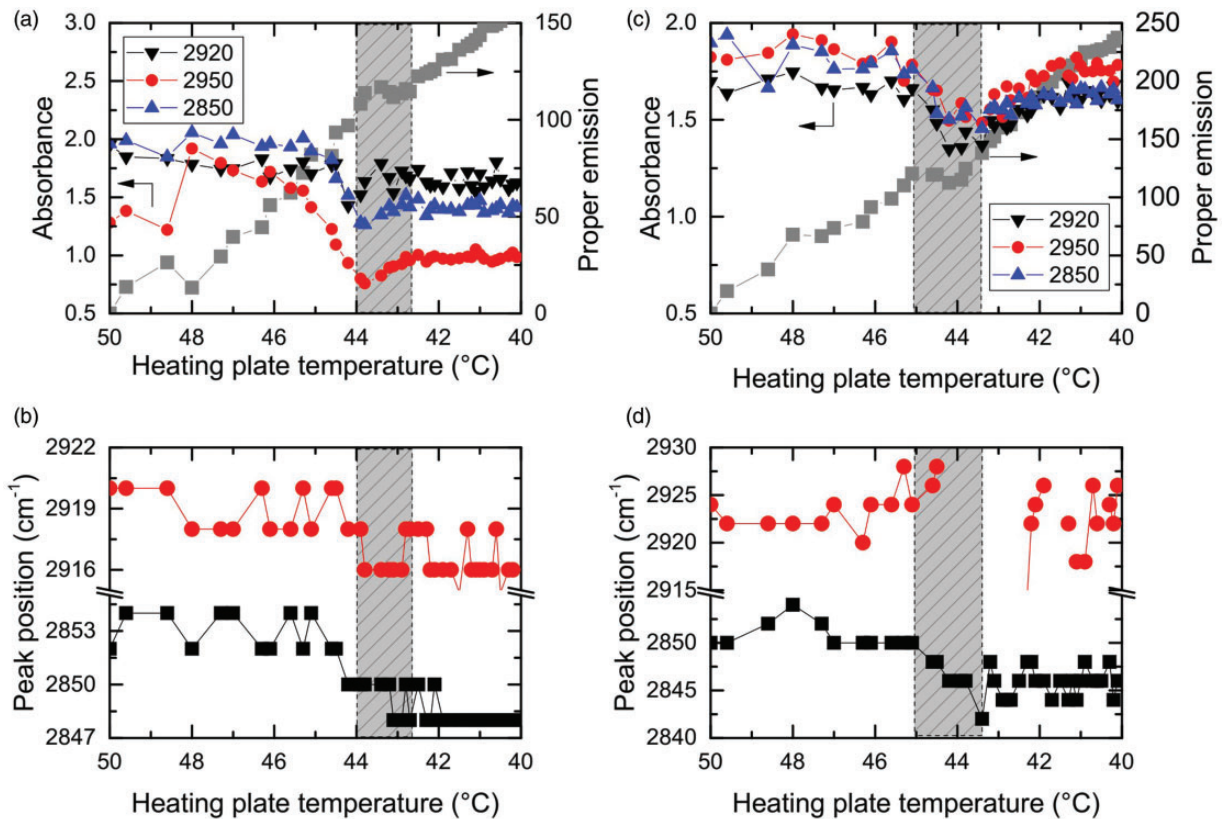 (a)
3.0
2.5
2.0
1.5
1.0
0.5
Absorbance
2920
2950
2850
150
100
50
0
Proper emission
50 48 46 44 42 40
Heating plate temperature (°C)
(c)
2.0
1.5
1.0
0.5
Absorbance
2920
2950
2850
250
200
150
100
50
0
Proper emission
50 48 46 44 42 40
Heating plate temperature (°C)
(b)
2922
2919
2916
2853
2850
2847
Peak position (cm-1)
50 48 46 44 42 40
Heating plate temperature (°C)
(d)
2930
2925
2920
2915
2850
2845
2840
Peak position (cm-1)
50 48 46 44 42 40
Heating plate temperature (°C)